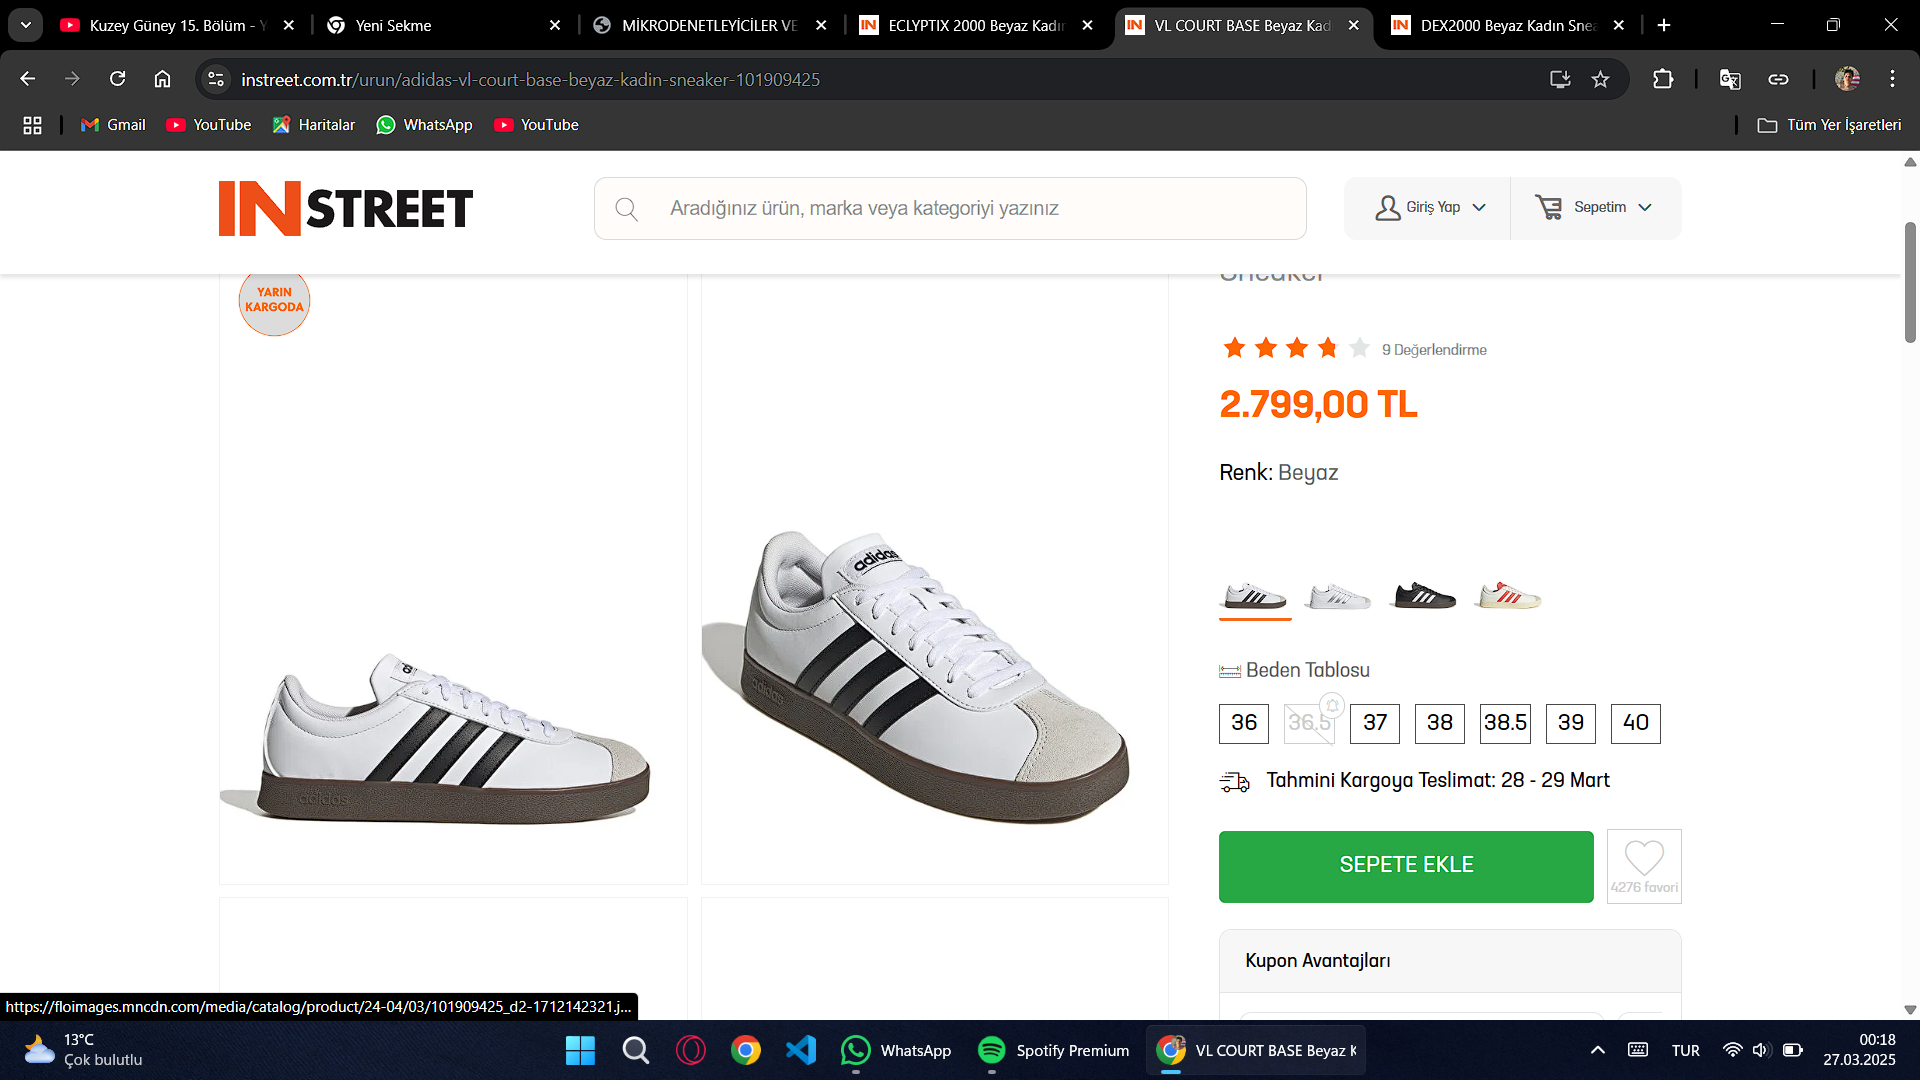 Kuzey Güney 15. Bölüm - Y
Yeni Sekme
MİKRODENETLEYİCİLER VE
IN ECLYPTIX 2000 Beyaz Kadın
IN VL COURT BASE Beyaz Kad
IN DEX2000 Beyaz Kadın Snea
instreet.com.tr/urun/adidas-vl-court-base-beyaz-kadin-sneaker-101909425
Gmail
YouTube
Haritalar
WhatsApp
YouTube
Tüm Yer İşaretleri
INSTREET
Aradığınız ürün, marka veya kategoriyi yazınız
Giriş Yap
Sepetim
YARIN
KARGODA
Sneaker
9 Değerlendirme
2.799,00 TL
Renk: Beyaz
adidas
adidas
adidas
Beden Tablosu
36 36.5 37 38 38.5 39 40
Tahmini Kargoya Teslimat: 28 - 29 Mart
SEPETE EKLE
4276 favori
Kupon Avantajları
https://floimages.mncdn.com/media/catalog/product/24-04/03/101909425_d2-1712142321.j...
13°C
Çok bulutlu
WhatsApp
Spotify Premium
VL COURT BASE Beyaz K
TUR
00:18
27.03.2025